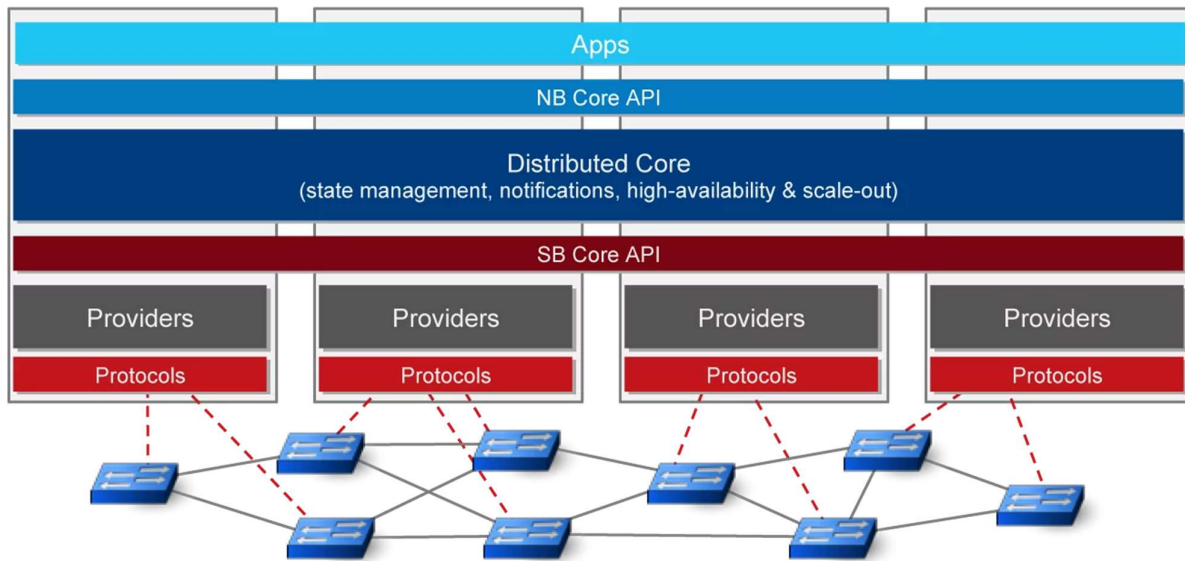 Apps
NB Core API
Distributed Core
(state management, notifications, high-availability & scale-out)
SB Core API
Providers
Providers
Providers
Providers
Protocols
Protocols
Protocols
Protocols